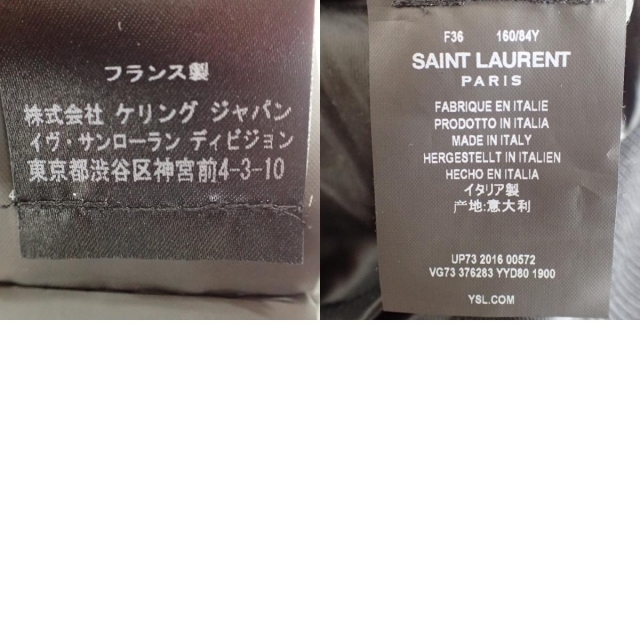 フランス製
株式会社 ケリング ジャパン
イヴ・サンローラン ディビジョン
東京都渋谷区神宮前4-3-10
F36 160/84Y
SAINT LAURENT
PARIS
FABRIQUE EN ITALIE
PRODOTTO IN ITALIA
MADE IN ITALY
HERGESTELLT IN ITALIEN
HECHO EN ITALIA
イタリア製
产地:意大利
UP73 2016 00572
VG73 376283 YYD80 1900
YSL.COM